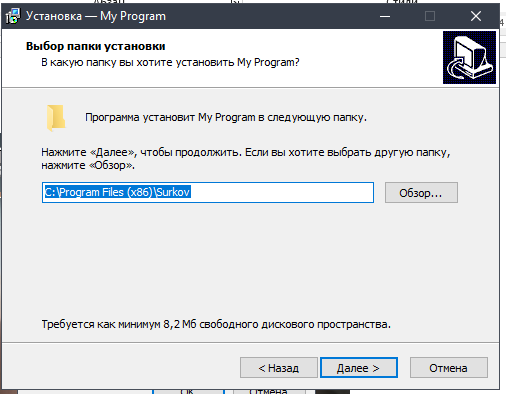 Установка — My Program
Выбор папки установки
В какую папку вы хотите установить My Program?
Программа установит My Program в следующую папку.
Нажмите «Далее», чтобы продолжить. Если вы хотите выбрать другую папку,
нажмите «Обзор».
C:\Program Files (x86)\Surkov
Обзор...
Требуется как минимум 8,2 Мб свободного дискового пространства.
< Назад
Далее >
Отмена